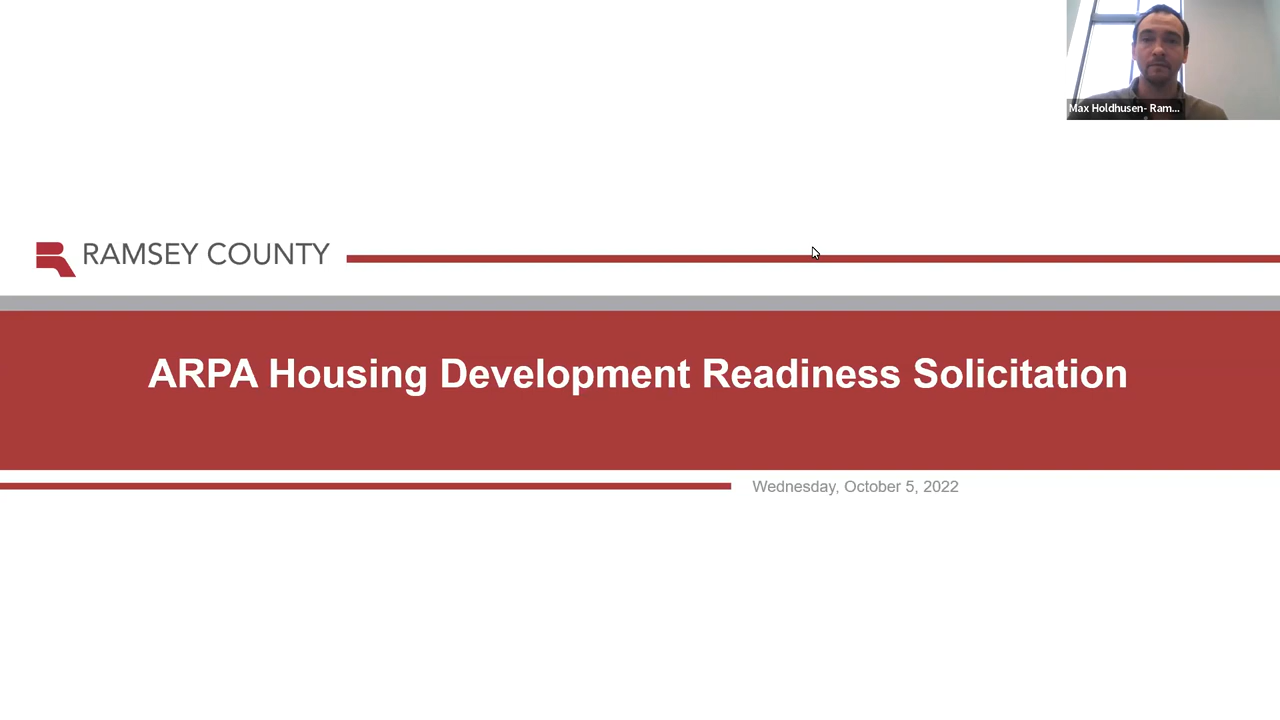 Max Holdhusen- Ram...
RAMSEY COUNTY
ARPA Housing Development Readiness Solicitation
Wednesday, October 5, 2022